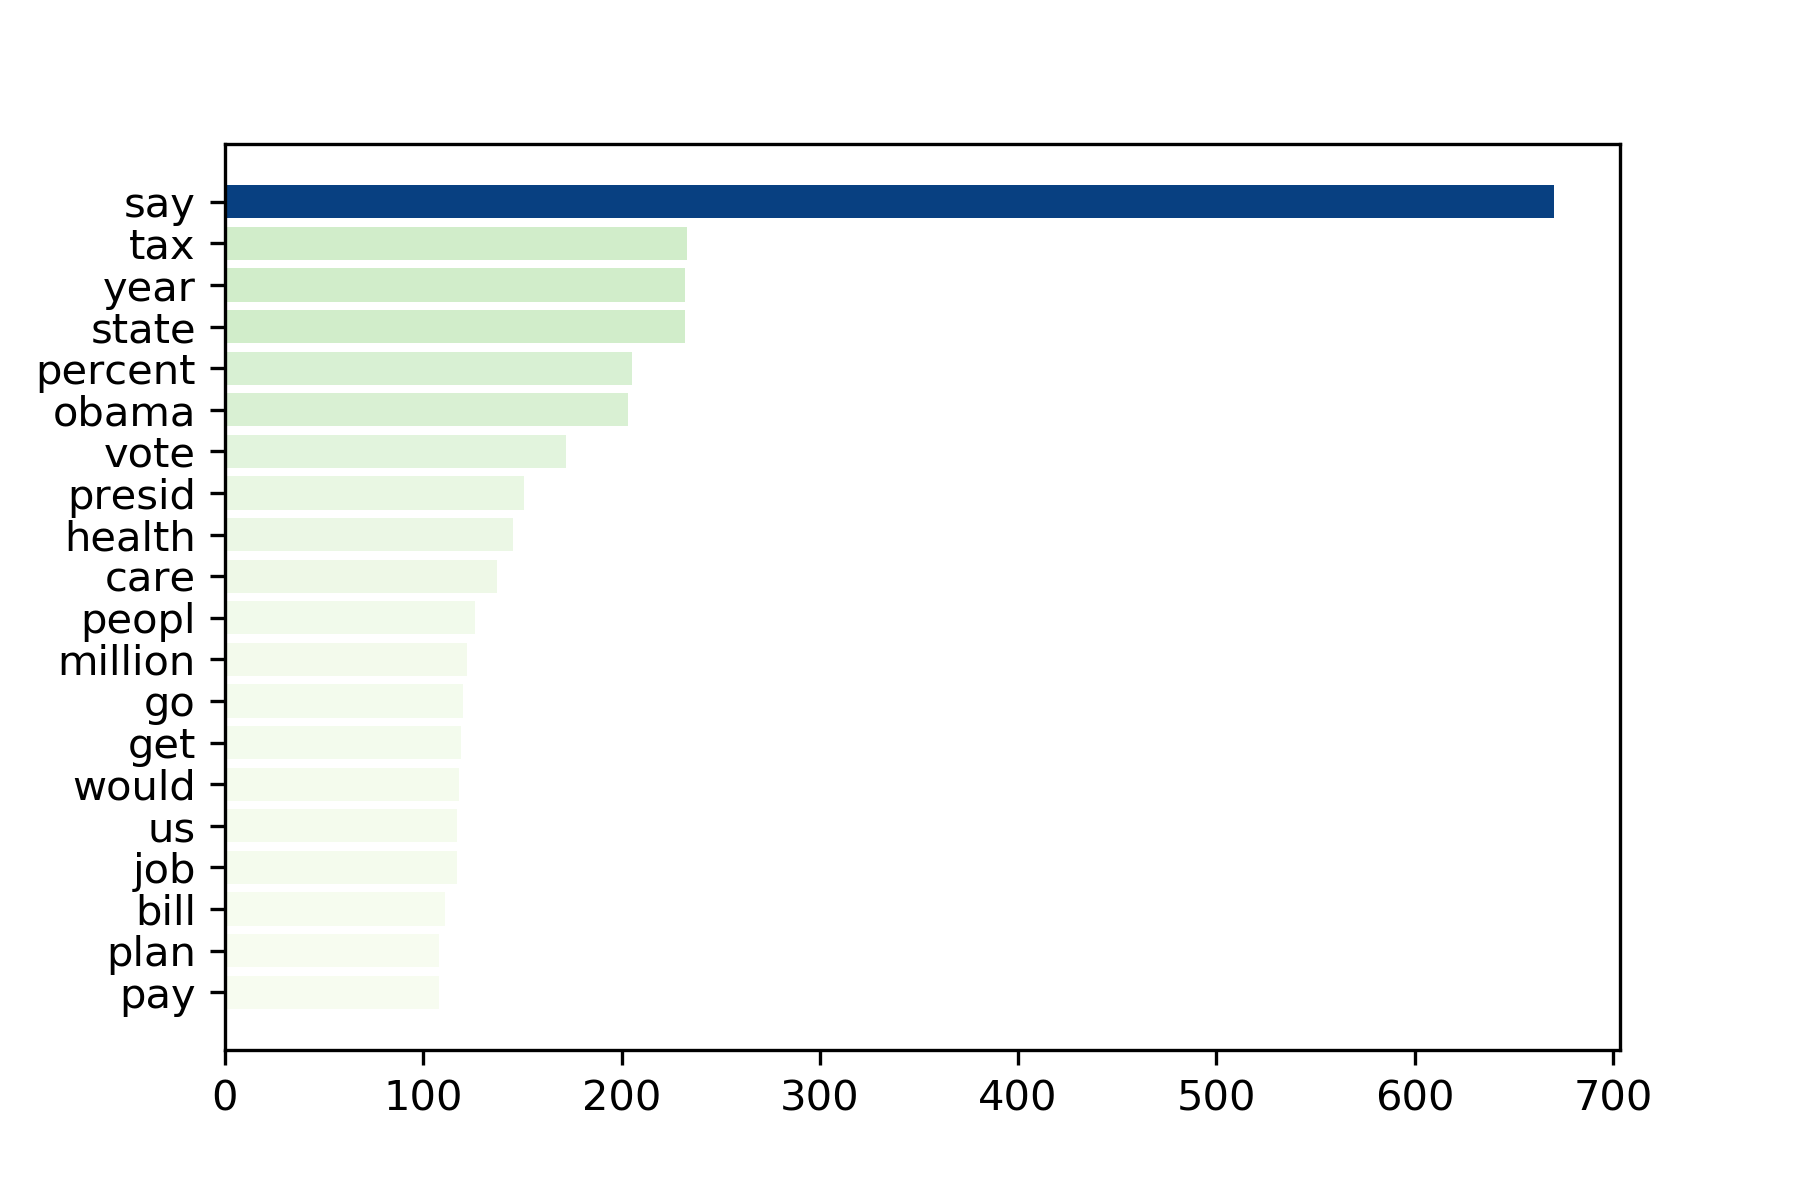 say
tax
year
state
percent
obama
vote
presid
health
care
peopl
million
go
get
would
us
job
bill
plan
pay
0 100 200 300 400 500 600 700